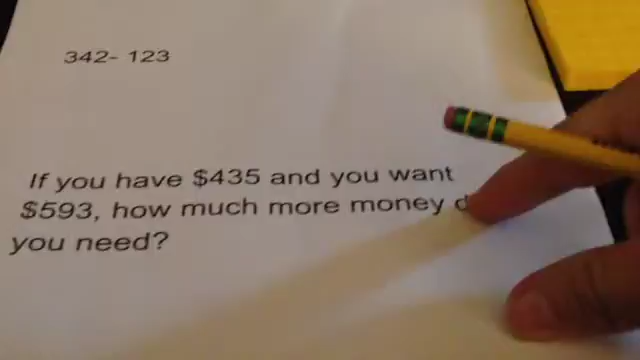 342- 123
If you have $435 and you want
$593, how much more money
you need?